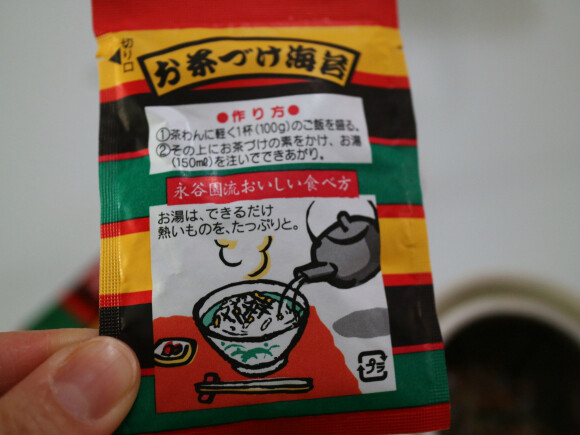 切り口
お茶づけ海苔
●作り方●
①茶わんに軽く1杯(100g)のご飯を盛る。
②その上にお茶づけの素をかけ、お湯
(150mℓ)を注いでできあがり。
永谷園流おいしい食べ方
お湯は、できるだけ
熱いものを、たっぷりと。
プラ